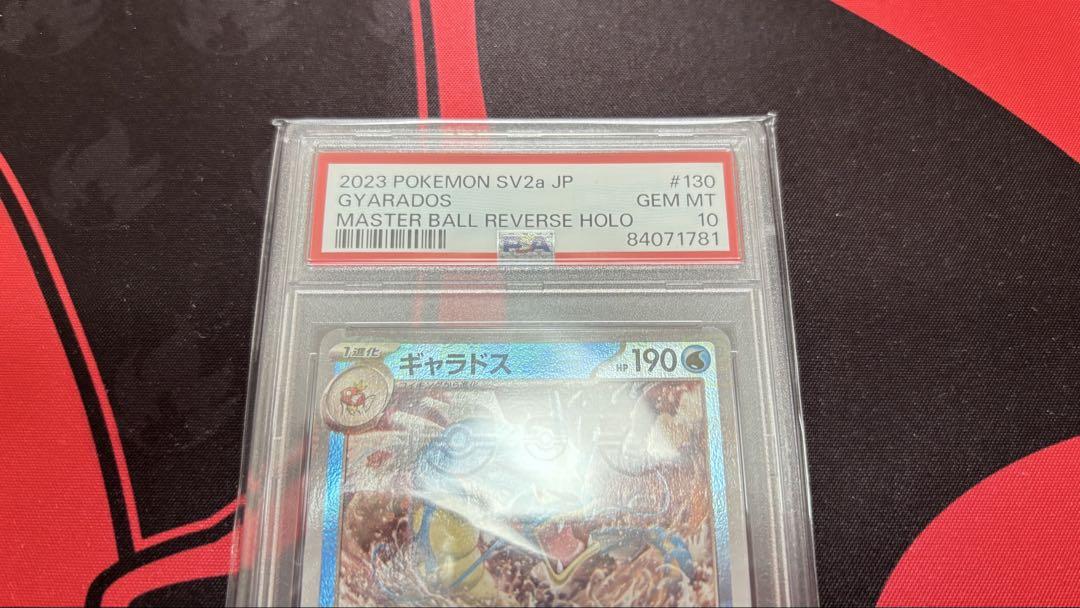 2023 POKEMON SV2a JP #130
GYARADOS GEM MT
MASTER BALL REVERSE HOLO 10
PSA 84071781
1進化 ギャラドス HP 190